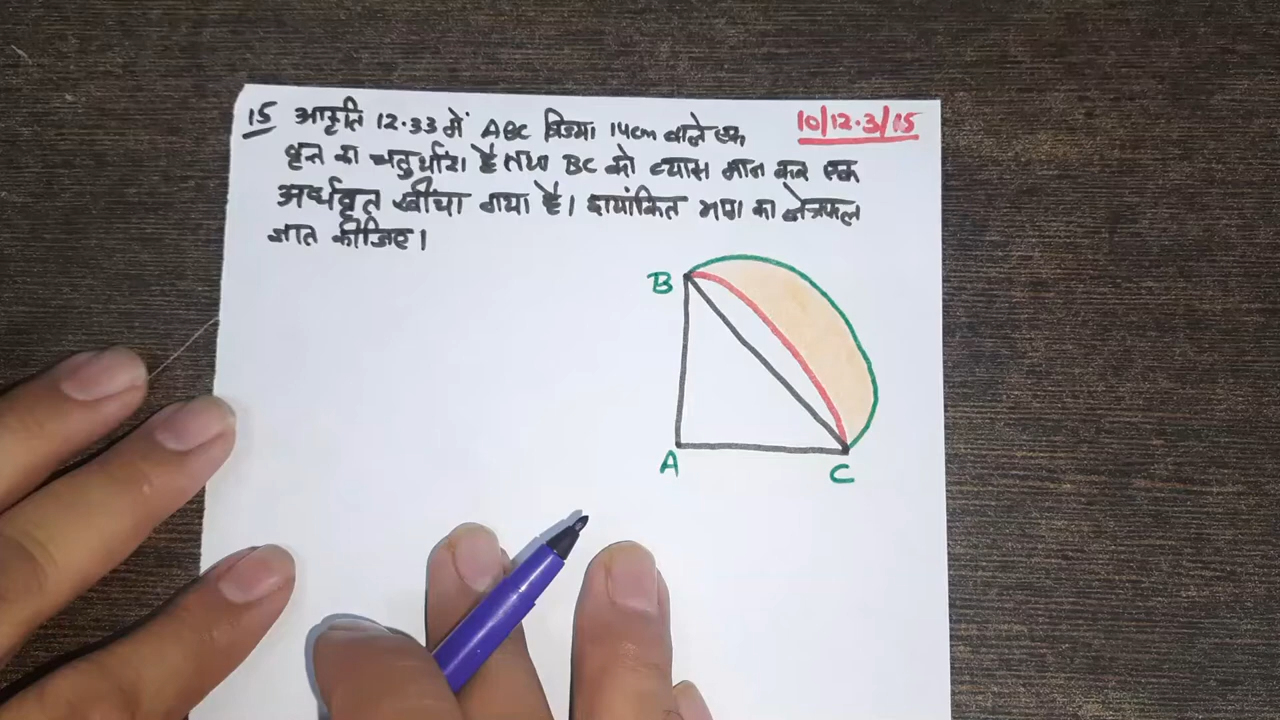 15 आकृति 12.33 में ABC त्रिज्या 14cm वाले एक
10/12.3/15
वृत्त का चतुर्थांश है तथा BC को व्यास मान कर एक
अर्धवृत्त खींचा गया है। छायांकित भाग का क्षेत्रफल
ज्ञात कीजिए।
B
A
C